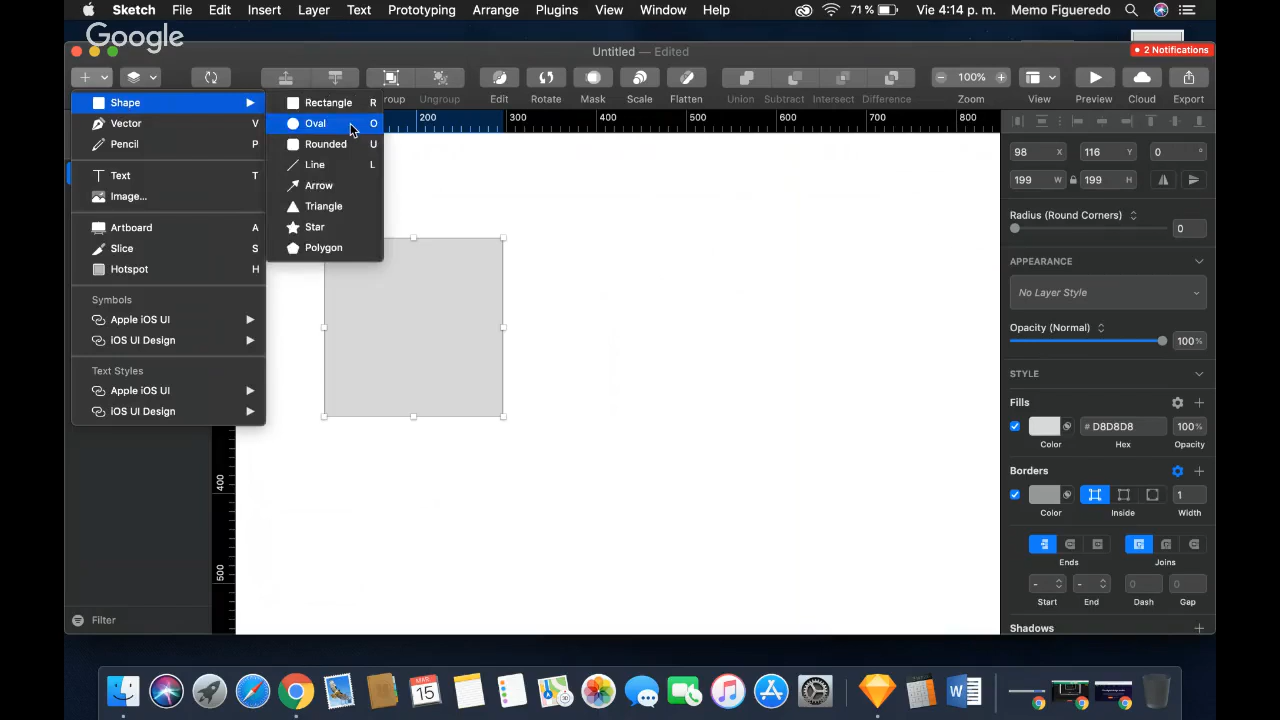 Sketch File Edit Insert Layer Text Prototyping Arrange Plugins View Window Help 71 % Vie 4:14 p. m. Memo Figueredo
Google
Untitled — Edited
2 Notifications
roup Ungroup Edit Rotate Mask Scale Flatten Union Subtract Intersect Difference 100% Zoom View Preview Cloud Export
Shape
Vector V
Pencil P
Text T
Image...
Artboard A
Slice S
Hotspot H
Symbols
Apple iOS UI
iOS UI Design
Text Styles
Apple iOS UI
iOS UI Design
Rectangle R
Oval O
Rounded U
Line L
Arrow
Triangle
Star
Polygon
200 300 400 500 600 700 800
400
500
Filter
98 X 116 Y 0 °
199 W 199 H
Radius (Round Corners)
0
APPEARANCE
No Layer Style
Opacity (Normal)
100%
STYLE
Fills
# D8D8D8 100%
Color Hex Opacity
Borders
1
Color Inside Width
Ends Joins
- - 0 0
Start End Dash Gap
Shadows
MAR
15